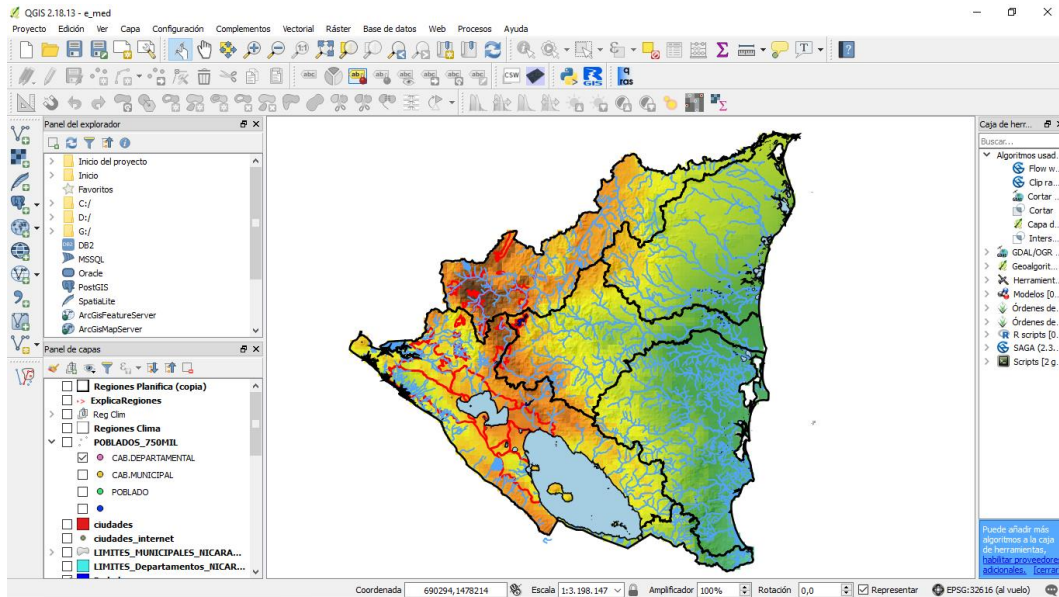 QGIS 2.18.13 - e_med
Proyecto Edición Ver Capa Configuración Complementos Vectorial Ráster Base de datos Web Procesos Ayuda
Panel del explorador
Inicio del proyecto
Inicio
Favoritos
C:/
D:/
G:/
DB2
MSSQL
Oracle
PostGIS
SpatiaLite
ArcGisFeatureServer
ArcGisMapServer
Panel de capas
Regiones Planifica (copia)
ExplicaRegiones
Reg Clim
Regiones Clima
POBLADOS_750MIL
CAB.DEPARTAMENTAL
CAB.MUNICIPAL
POBLADO
ciudades
ciudades_internet
LIMITES_MUNICIPALES_NICARA...
LIMITES_Departamentos_NICAR...
Caja de herr...
Buscar...
Algoritmos usad...
Flow w...
Clip ra...
Cortar ...
Cortar
Capa d...
Inters...
GDAL/OGR ...
Geoalgorit...
Herramient...
Modelos [0...
Órdenes de...
Órdenes de...
R scripts [0...
SAGA (2.3...
Scripts [2 g...
Puede añadir más
algoritmos a la caja
de herramientas,
habilitar proveedores
adicionales. [cerrar
Coordenada 690294,1478214 Escala 1:3.198.147 Amplificador 100% Rotación 0,0 Representar EPSG:32616 (al vuelo)